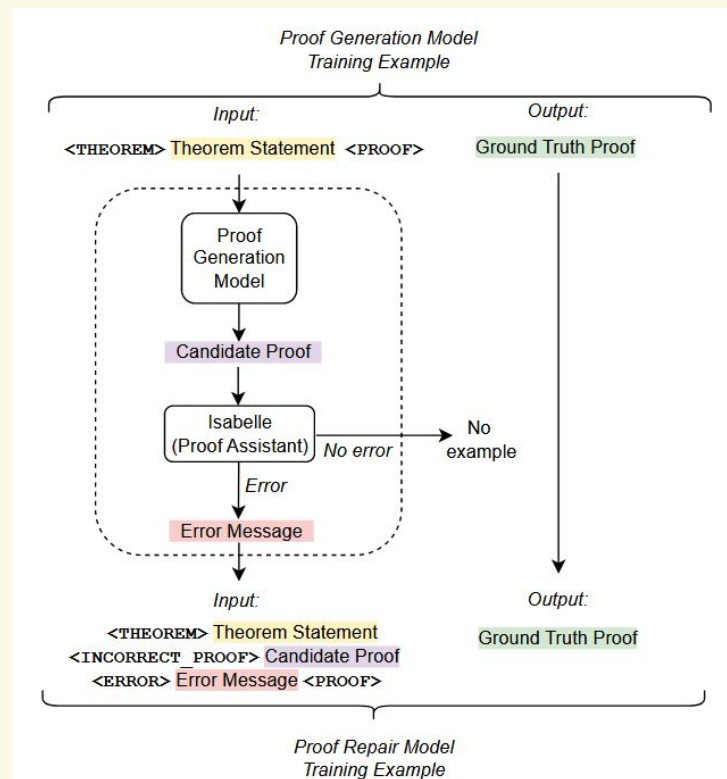 Proof Generation Model
Training Example
Input:
Output:
<THEOREM> Theorem Statement <PROOF>
Ground Truth Proof
Proof
Generation
Model
Candidate Proof
Isabelle
(Proof Assistant)
No error
No
example
Error
Error Message
Input:
Output:
<THEOREM> Theorem Statement
<INCORRECT_PROOF> Candidate Proof
<ERROR> Error Message <PROOF>
Ground Truth Proof
Proof Repair Model
Training Example